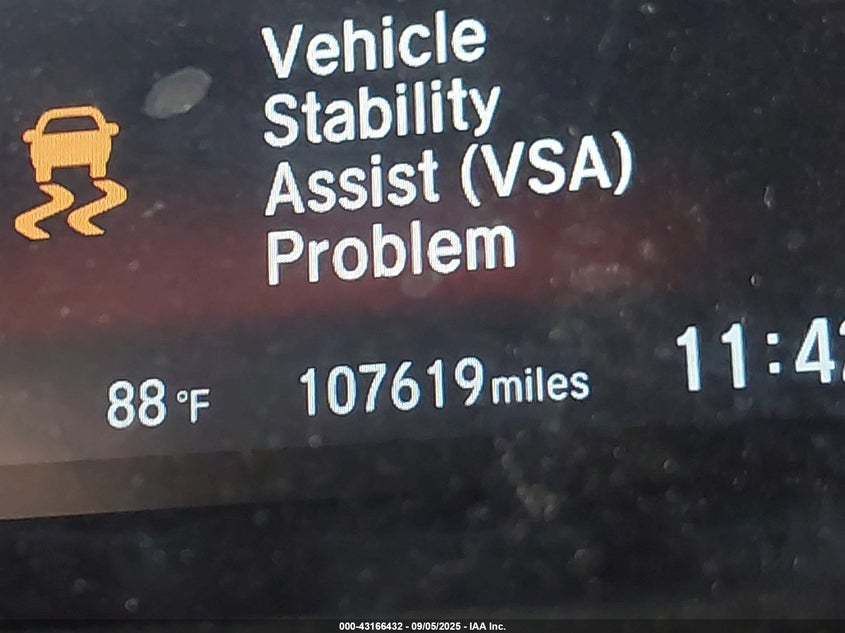 Vehicle
Stability
Assist (VSA)
Problem
88 °F 107619 miles 11:4
000-43166432 - 09/05/2025 - IAA Inc.